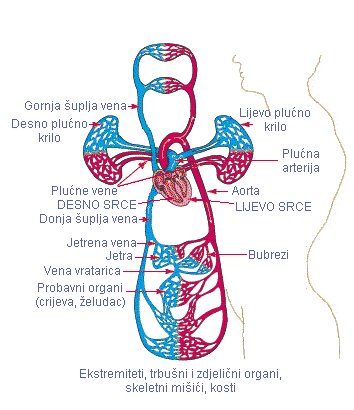 Gornja šuplja vena
Desno plućno
krilo
Lijevo plućno
krilo
Plućna
arterija
Plućne vene
DESNO SRCE
Donja šuplja vena
Aorta
LIJEVO SRCE
Jetrena vena
Jetra
Vena vratarica
Probavni organi
(crijeva, želudac)
Bubrezi
Ekstremiteti, trbušni i zdjelični organi,
skeletni mišići, kosti